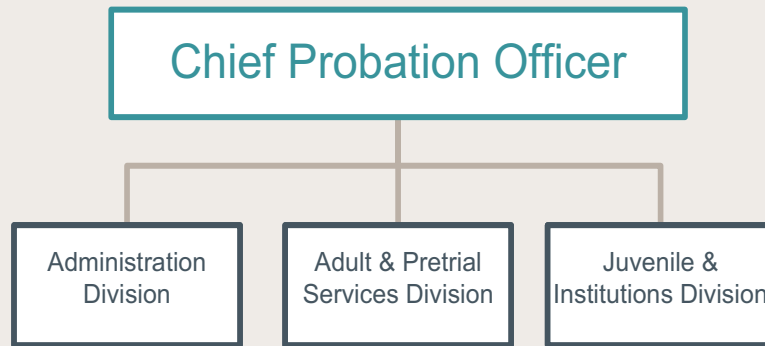 Chief Probation Officer
Administration
Division
Adult & Pretrial
Services Division
Juvenile &
Institutions Division